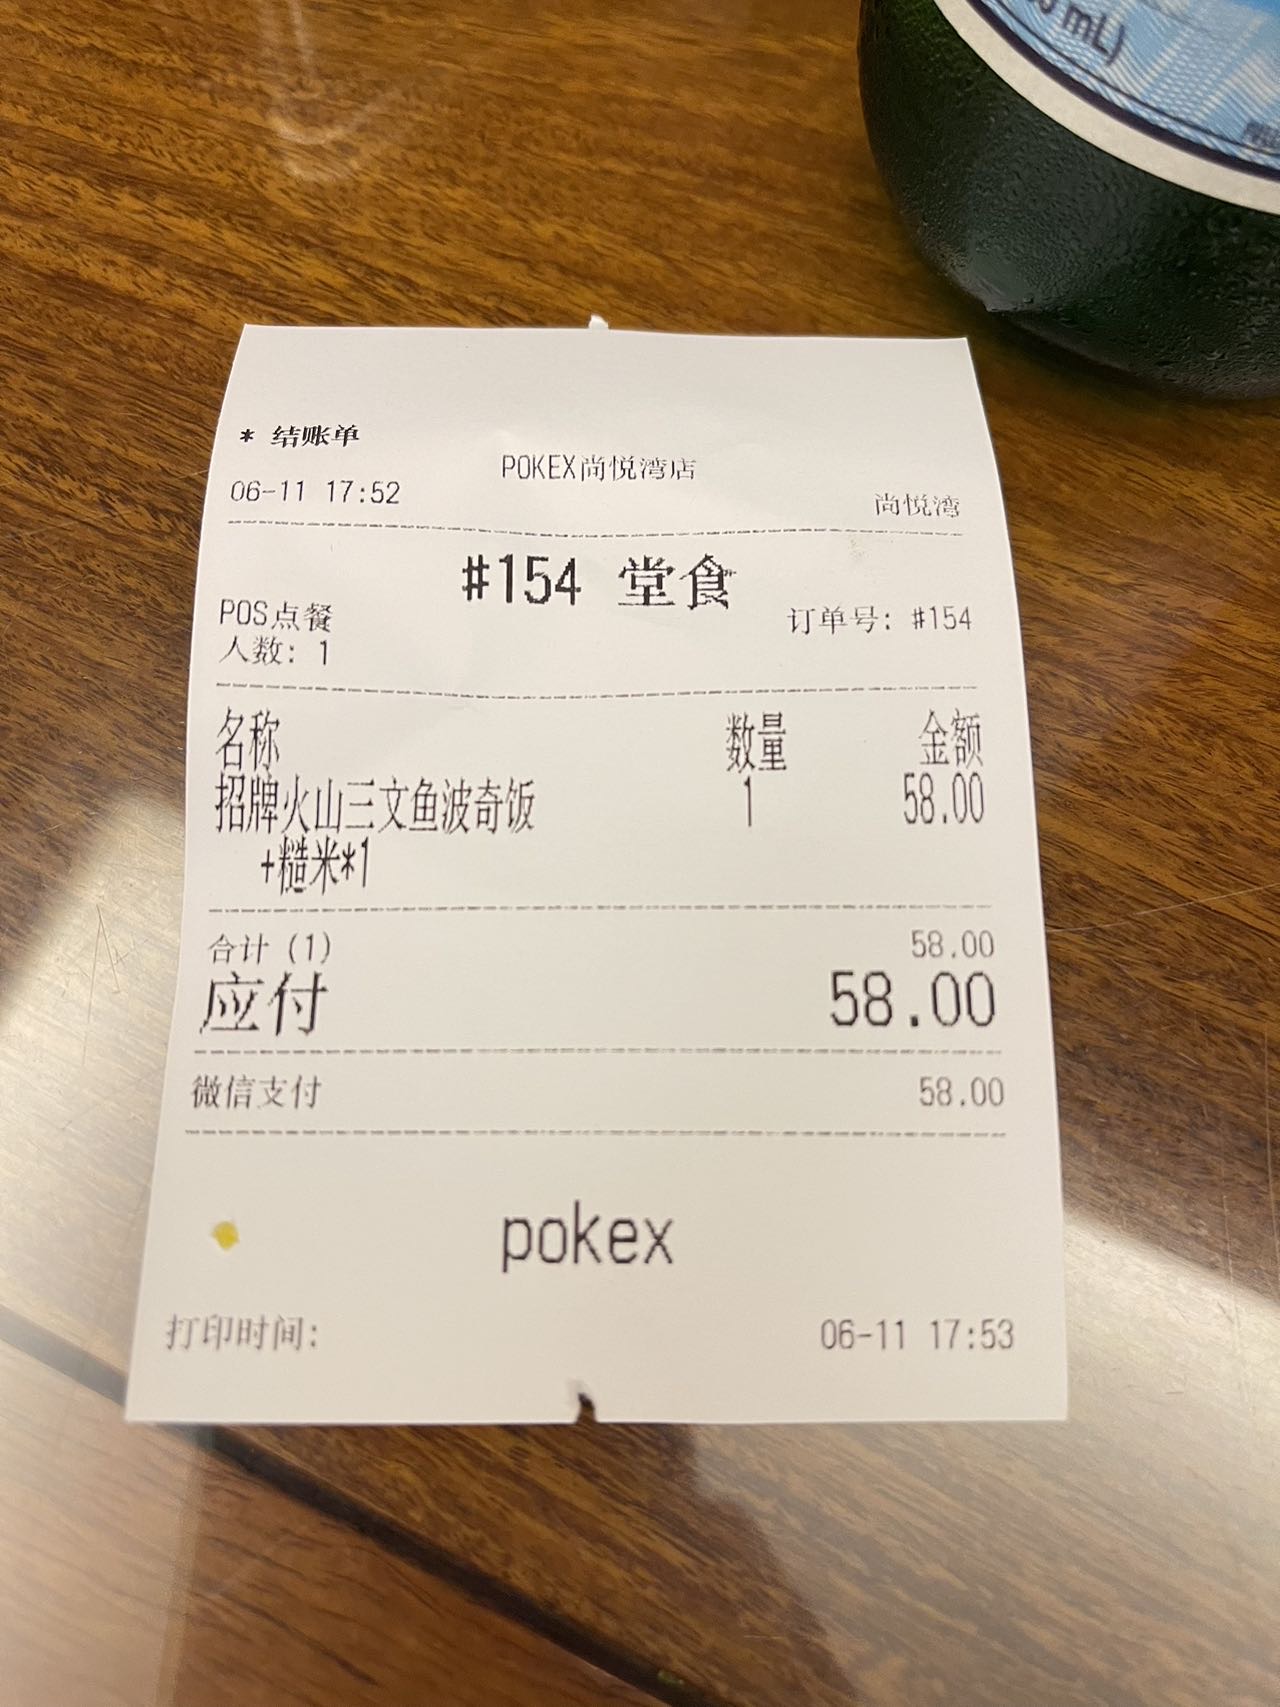 mL)
* 结账单
POKEX尚悦湾店
06-11 17:52
尚悦湾
#154 堂食
POS点餐
订单号: #154
人数: 1
名称 数量 金额
招牌火山三文鱼波奇饭 1 58.00
+糙米*1
合计 (1) 58.00
应付 58.00
微信支付 58.00
pokex
打印时间: 06-11 17:53